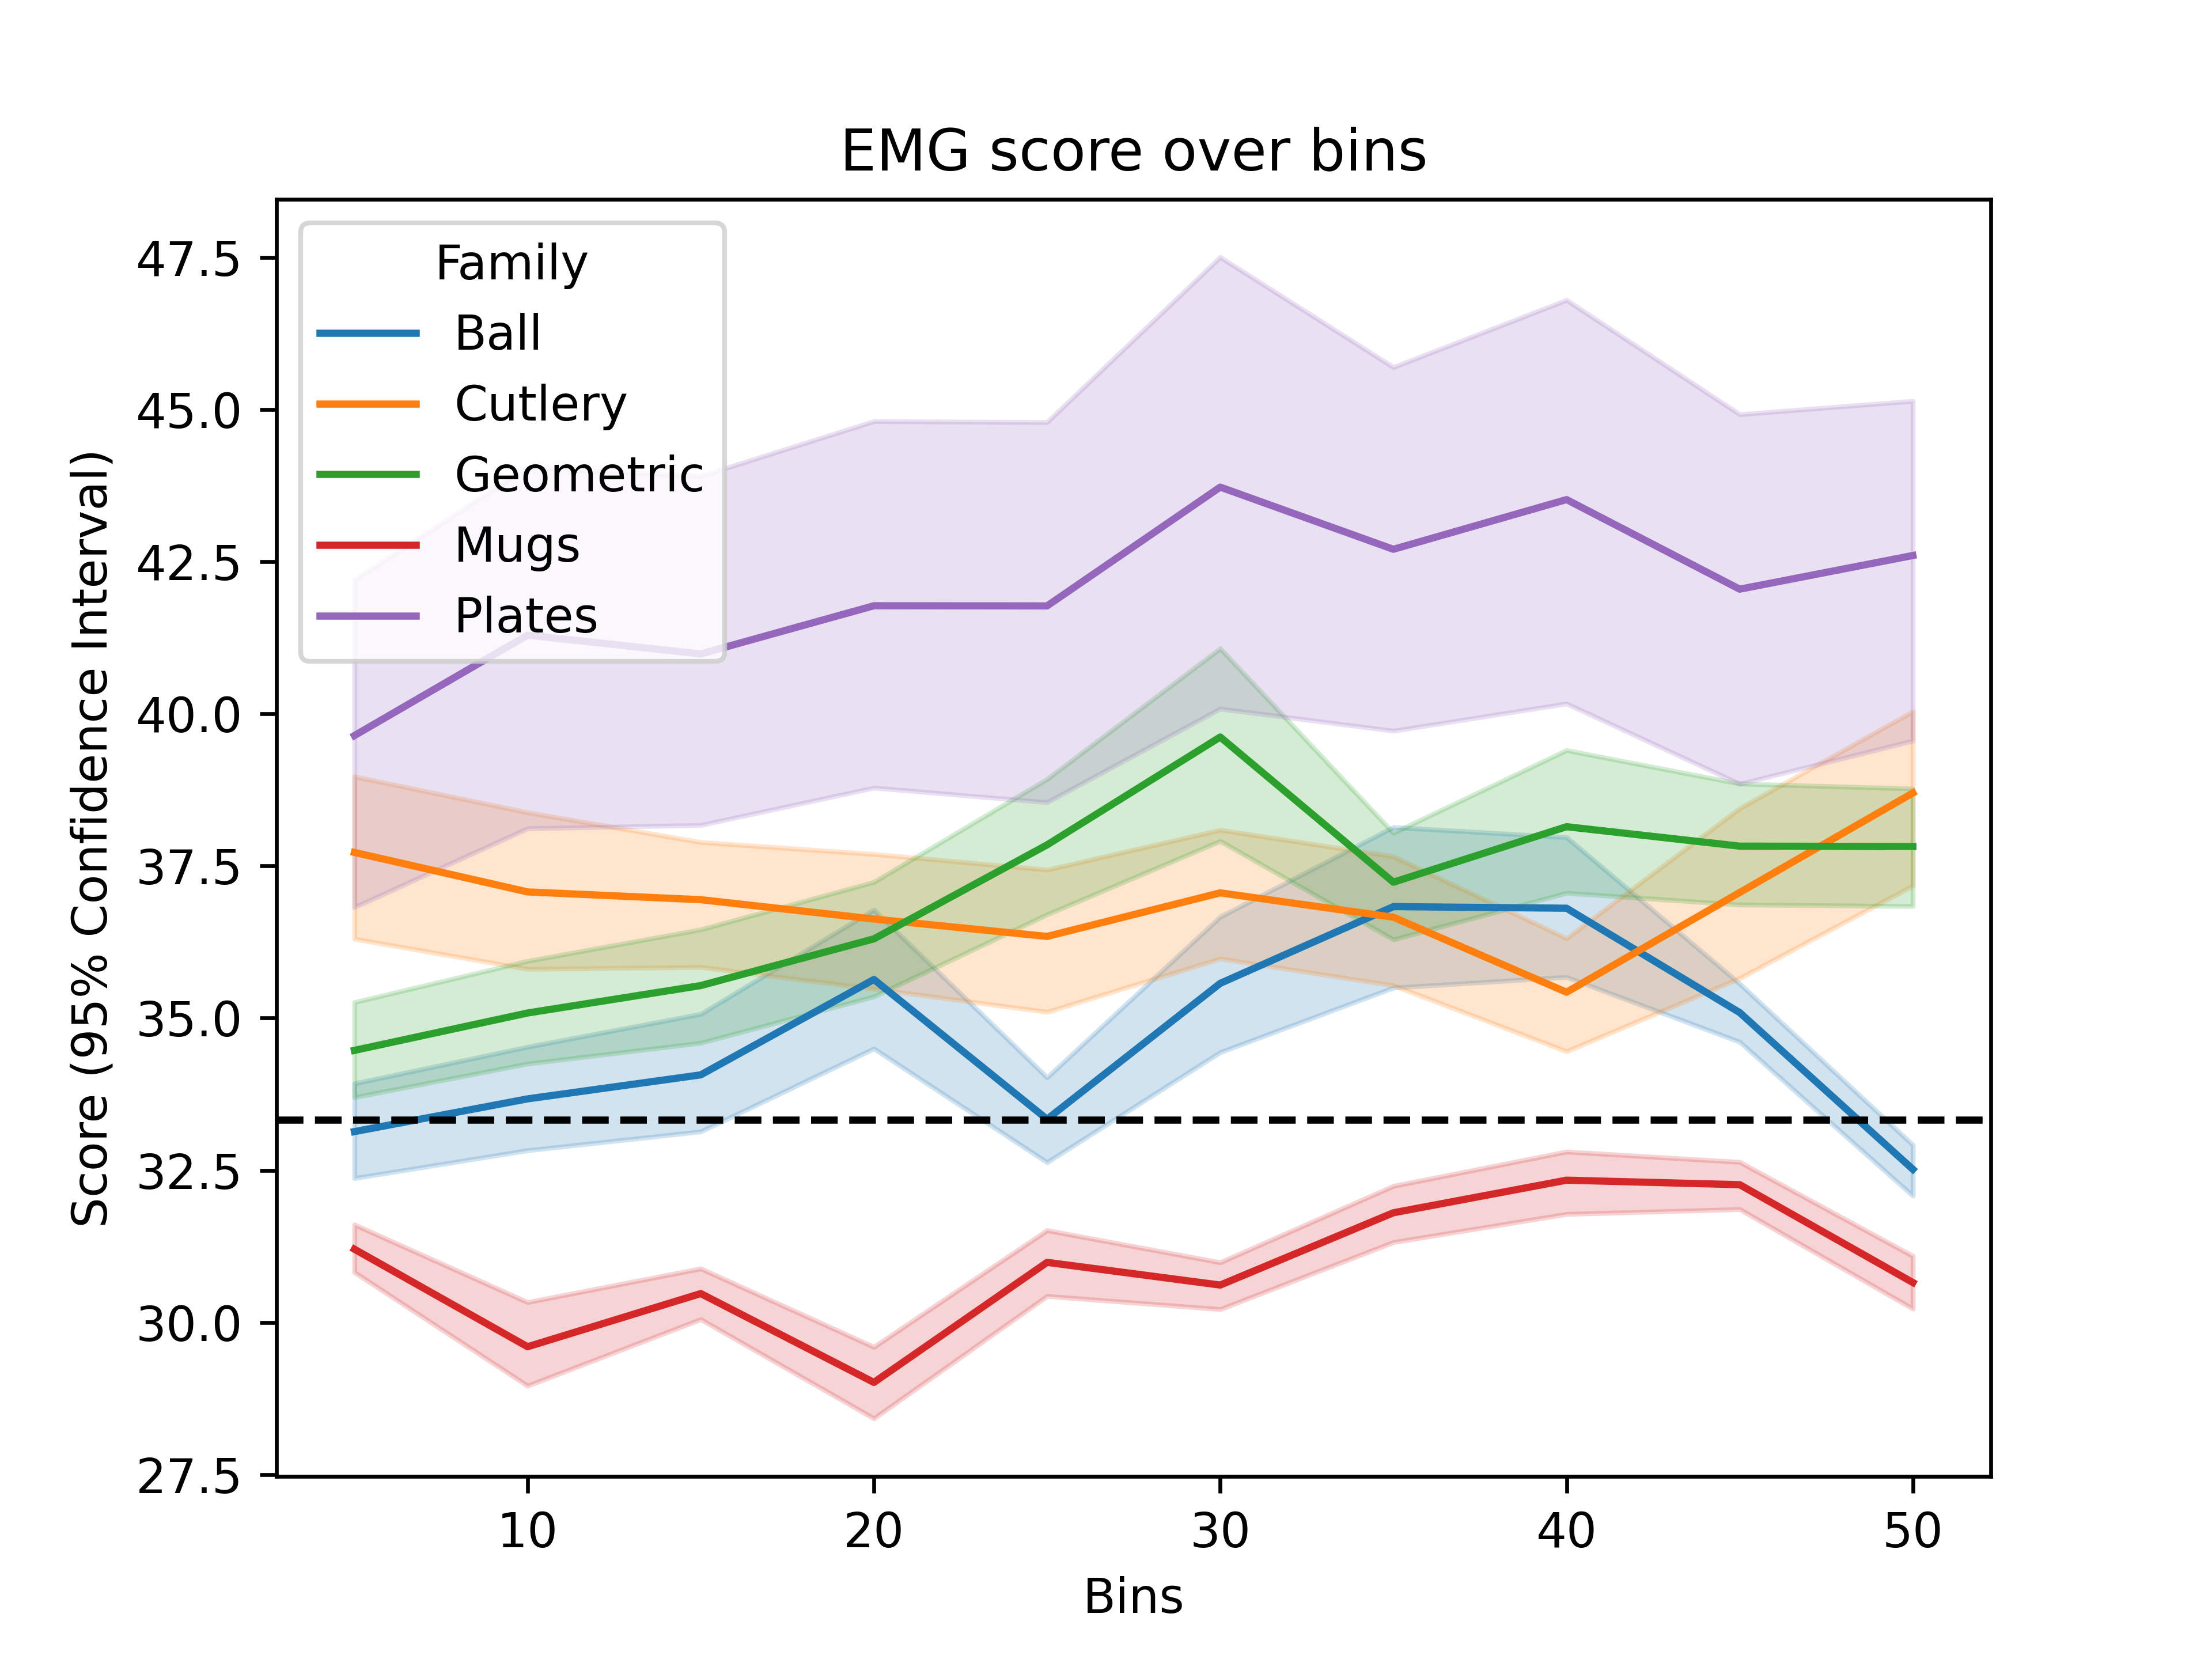 EMG score over bins
Score (95% Confidence Interval)
47.5
45.0
42.5
40.0
37.5
35.0
32.5
30.0
27.5
Family
Ball
Cutlery
Geometric
Mugs
Plates
10 20 30 40 50
Bins